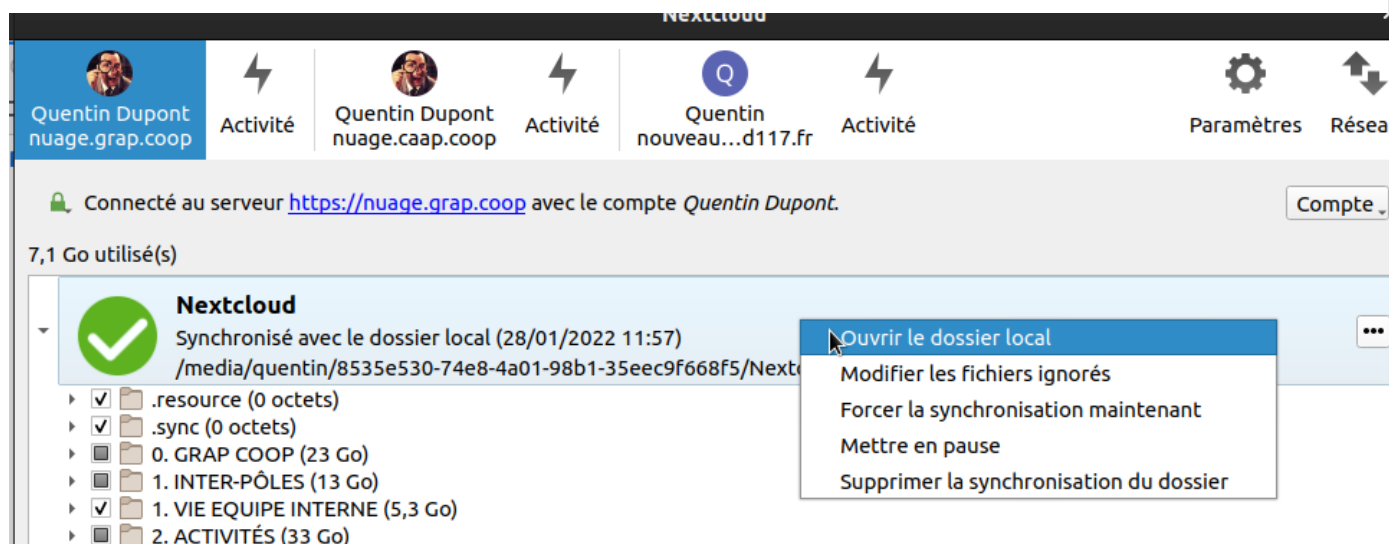 Nextcloud
Quentin Dupont
nuage.grap.coop
Activité
Quentin Dupont
nuage.caap.coop
Activité
Q
Quentin
nouveau...d117.fr
Activité
Paramètres
Résea
Connecté au serveur https://nuage.grap.coop avec le compte Quentin Dupont.
Compte
7,1 Go utilisé(s)
Nextcloud
Synchronisé avec le dossier local (28/01/2022 11:57)
/media/quentin/8535e530-74e8-4a01-98b1-35eec9f668f5/Nextc
Ouvrir le dossier local
Modifier les fichiers ignorés
Forcer la synchronisation maintenant
Mettre en pause
Supprimer la synchronisation du dossier
.resource (0 octets)
.sync (0 octets)
0. GRAP COOP (23 Go)
1. INTER-PÔLES (13 Go)
1. VIE EQUIPE INTERNE (5,3 Go)
2. ACTIVITÉS (33 Go)